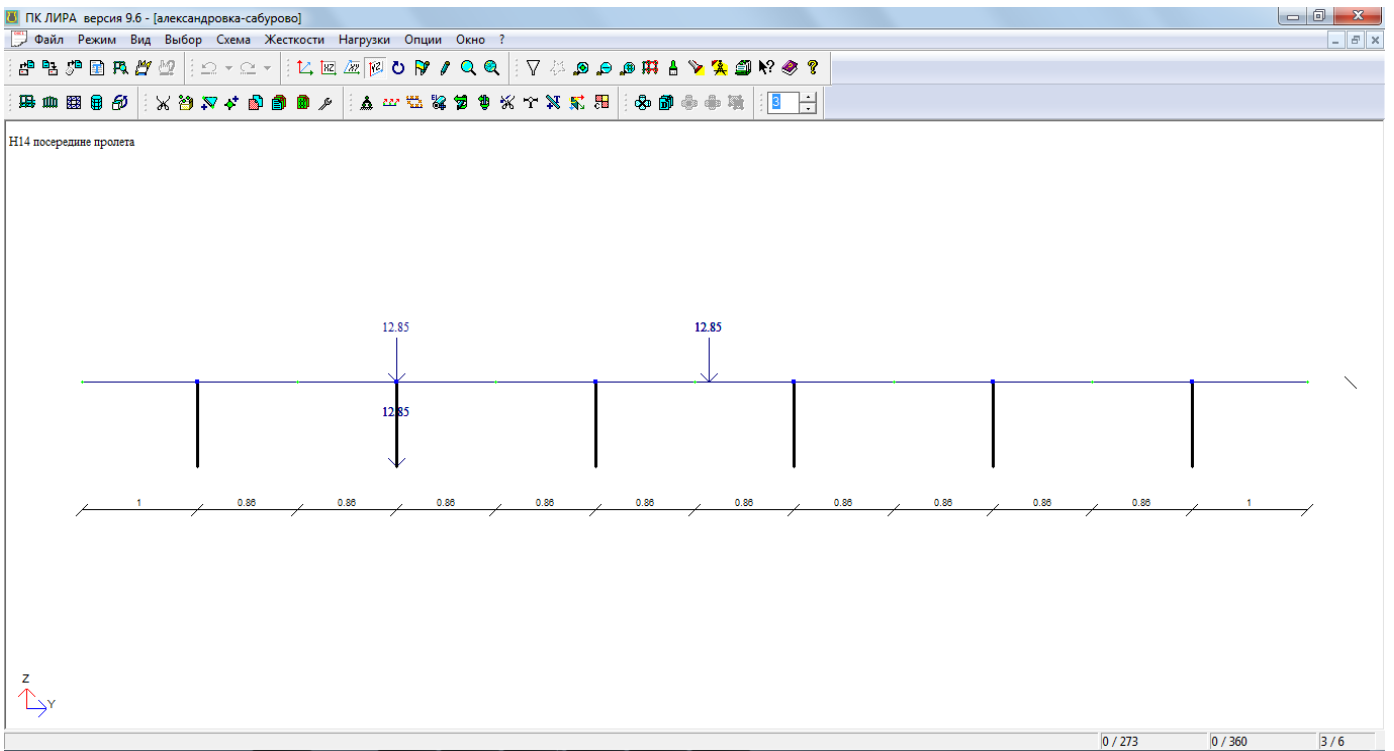 ПК ЛИРА версия 9.6 - [александровка-сабурово]
Файл Режим Вид Выбор Схема Жесткости Нагрузки Опции Окно ?
3
Н14 посередине пролета
12.85 12.85
12.85
1 0.86 0.86 0.86 0.86 0.86 0.86 0.86 0.86 0.86 0.86 1
Z
Y
0 / 273 0 / 360 3 / 6